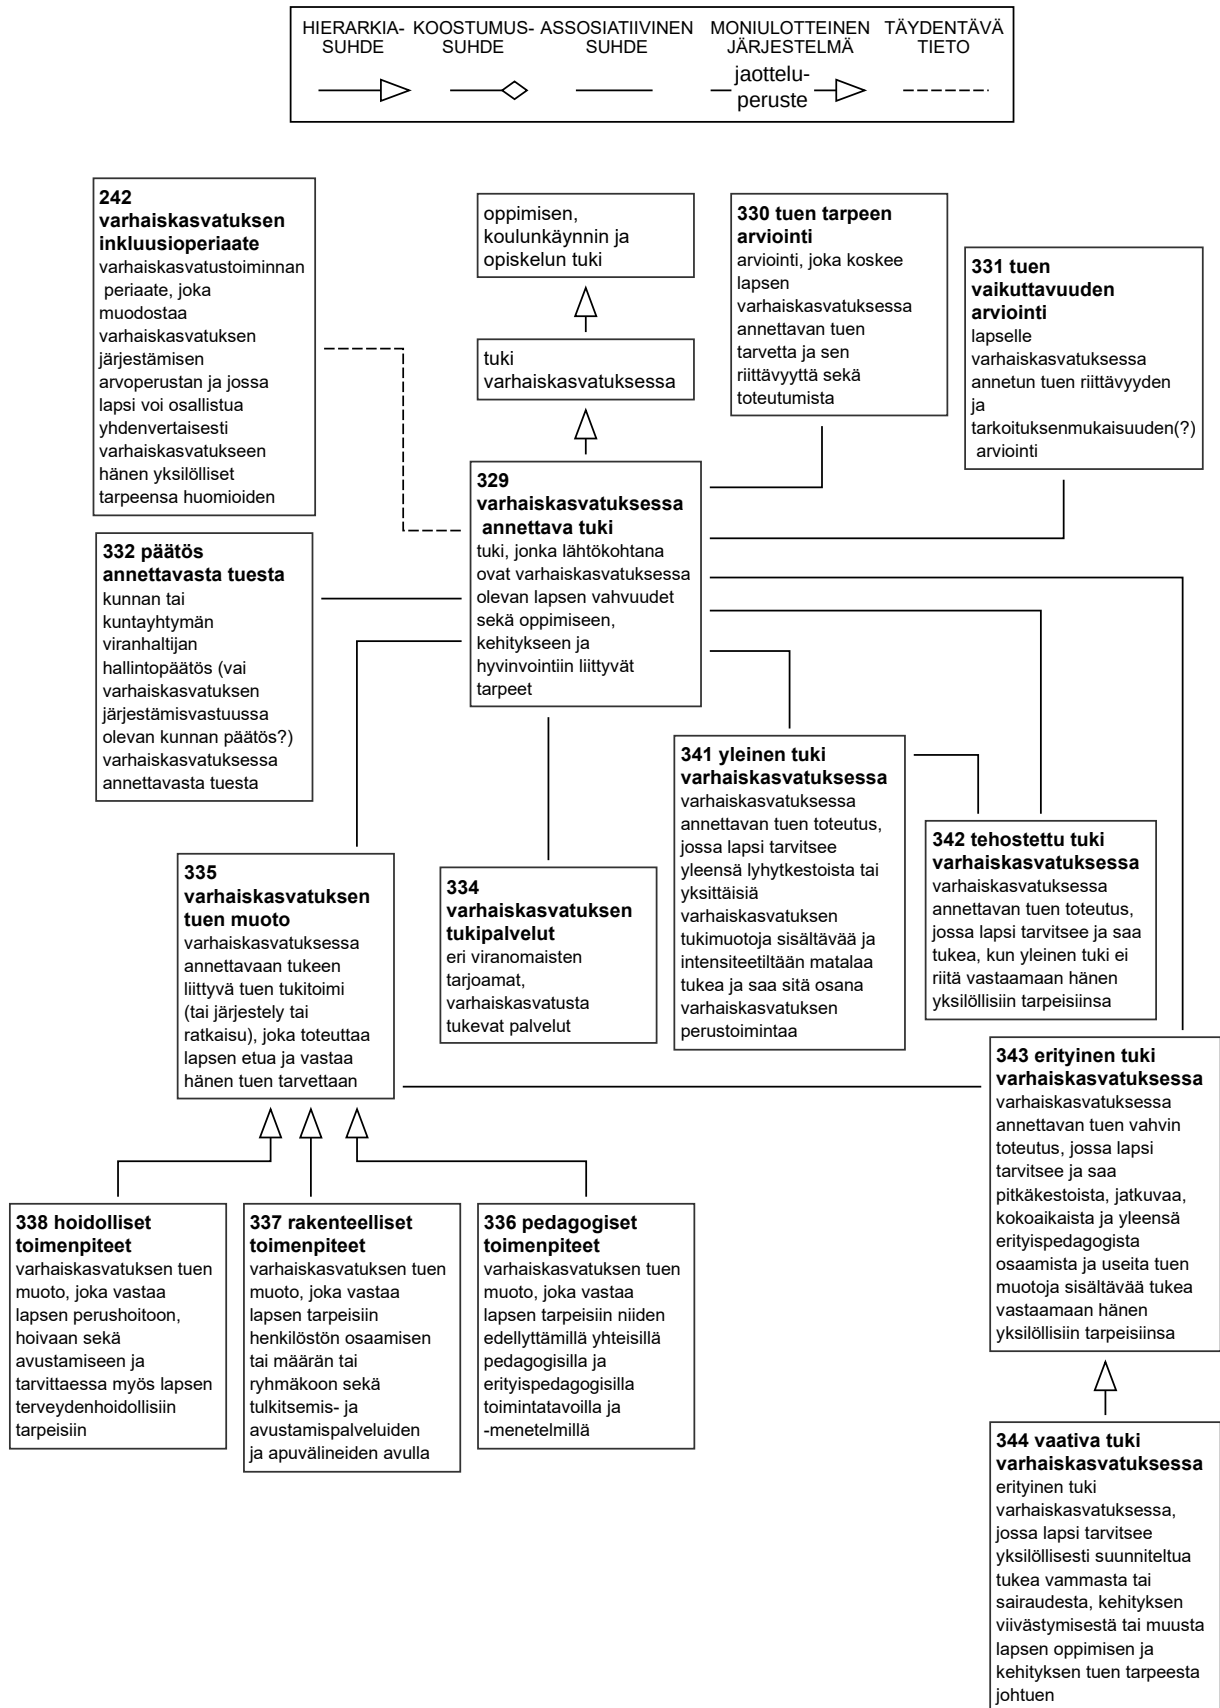 HIERARKIA-
SUHDE
KOOSTUMUS-
SUHDE
ASSOSIATIIVINEN
SUHDE
MONIULOTTEINEN
JÄRJESTELMÄ
jaottelu-
peruste
TÄYDENTÄVÄ
TIETO
242
varhaiskasvatuksen
inkluusioperiaate
varhaiskasvatustoiminnan
periaate, joka
muodostaa
varhaiskasvatuksen
järjestämisen
arvoperustan ja jossa
lapsi voi osallistua
yhdenvertaisesti
varhaiskasvatukseen
hänen yksilölliset
tarpeensa huomioiden
oppimisen,
koulunkäynnin ja
opiskelun tuki
tuki
varhaiskasvatuksessa
330 tuen tarpeen
arviointi
arviointi, joka koskee
lapsen
varhaiskasvatuksessa
annettavan tuen
tarvetta ja sen
riittävyyttä sekä
toteutumista
331 tuen
vaikuttavuuden
arviointi
lapselle
varhaiskasvatuksessa
annetun tuen riittävyyden
ja
tarkoituksenmukaisuuden(?)
arviointi
329
varhaiskasvatuksessa
annettava tuki
tuki, jonka lähtökohtana
ovat varhaiskasvatuksessa
olevan lapsen vahvuudet
sekä oppimiseen,
kehitykseen ja
hyvinvointiin liittyvät
tarpeet
332 päätös
annettavasta tuesta
kunnan tai
kuntayhtymän
viranhaltijan
hallintopäätös (vai
varhaiskasvatuksen
järjestämisvastuussa
olevan kunnan päätös?)
varhaiskasvatuksessa
annettavasta tuesta
341 yleinen tuki
varhaiskasvatuksessa
varhaiskasvatuksessa
annettavan tuen toteutus,
jossa lapsi tarvitsee
yleensä lyhytkestoista tai
yksittäisiä
varhaiskasvatuksen
tukimuotoja sisältävää ja
intensiteetiltään matalaa
tukea ja saa sitä osana
varhaiskasvatuksen
perustoimintaa
342 tehostettu tuki
varhaiskasvatuksessa
varhaiskasvatuksessa
annettavan tuen toteutus,
jossa lapsi tarvitsee ja saa
tukea, kun yleinen tuki ei
riitä vastaamaan hänen
yksilöllisiin tarpeisiinsa
335
varhaiskasvatuksen
tuen muoto
varhaiskasvatuksessa
annettavaan tukeen
liittyvä tuen tukitoimi
(tai järjestely tai
ratkaisu), joka toteuttaa
lapsen etua ja vastaa
hänen tuen tarvettaan
334
varhaiskasvatuksen
tukipalvelut
eri viranomaisten
tarjoamat,
varhaiskasvatusta
tukevat palvelut
343 erityinen tuki
varhaiskasvatuksessa
varhaiskasvatuksessa
annettavan tuen vahvin
toteutus, jossa lapsi
tarvitsee ja saa
pitkäkestoista, jatkuvaa,
kokoaikaista ja yleensä
erityispedagogista
osaamista ja useita tuen
muotoja sisältävää tukea
vastaamaan hänen
yksilöllisiin tarpeisiinsa
338 hoidolliset
toimenpiteet
varhaiskasvatuksen tuen
muoto, joka vastaa
lapsen perushoitoon,
hoivaan sekä
avustamiseen ja
tarvittaessa myös lapsen
terveydenhoidollisiin
tarpeisiin
337 rakenteelliset
toimenpiteet
varhaiskasvatuksen tuen
muoto, joka vastaa
lapsen tarpeisiin
henkilöstön osaamisen
tai määrän tai
ryhmäkoon sekä
tulkitsemis- ja
avustamispalveluiden
ja apuvälineiden avulla
336 pedagogiset
toimenpiteet
varhaiskasvatuksen tuen
muoto, joka vastaa
lapsen tarpeisiin niiden
edellyttämillä yhteisillä
pedagogisilla ja
erityispedagogisilla
toimintatavoilla ja
-menetelmillä
344 vaativa tuki
varhaiskasvatuksessa
erityinen tuki
varhaiskasvatuksessa,
jossa lapsi tarvitsee
yksilöllisesti suunniteltua
tukea vammasta tai
sairaudesta, kehityksen
viivästymisestä tai muusta
lapsen oppimisen ja
kehityksen tuen tarpeesta
johtuen